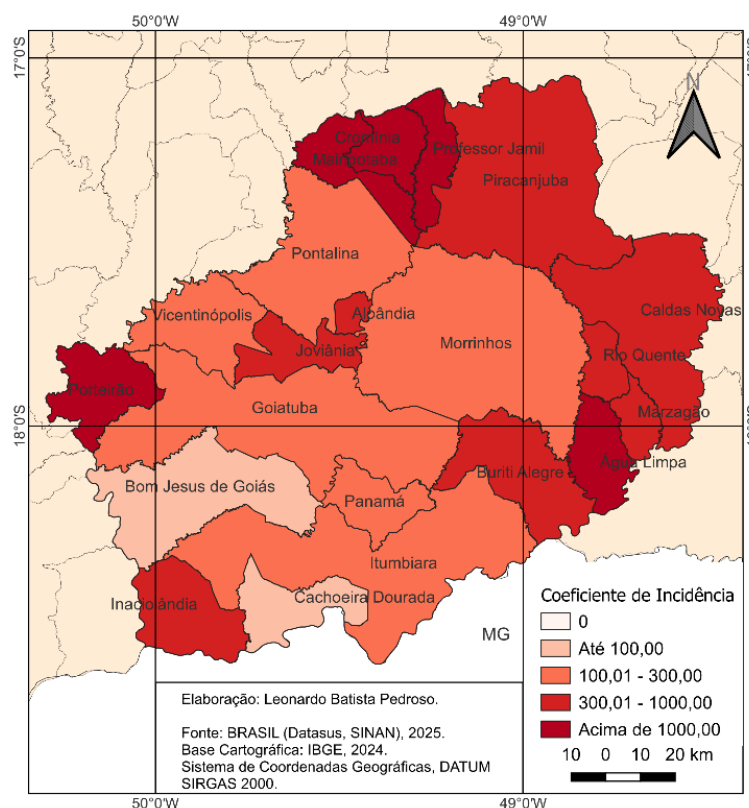 50°0'W 49°0'W
17°S
N
Cromínia
Mairipotaba
Professor Jamil
Piracanjuba
Pontalina
Caldas Novas
Vicentinópolis
Aloândia
Morrinhos
Joviânia
Rio Quente
Porteirão
Goiatuba
Marzagão
18°S
Água Limpa
Buriti Alegre
Bom Jesus de Goiás
Panamá
Itumbiara
Inaciolândia
Cachoeira Dourada
MG
Coeficiente de Incidência
0
Até 100,00
100,01 - 300,00
300,01 - 1000,00
Acima de 1000,00
10 0 10 20 km
Elaboração: Leonardo Batista Pedroso.
Fonte: BRASIL (Datasus, SINAN), 2025.
Base Cartográfica: IBGE, 2024.
Sistema de Coordenadas Geográficas, DATUM
SIRGAS 2000.
50°0'W 49°0'W